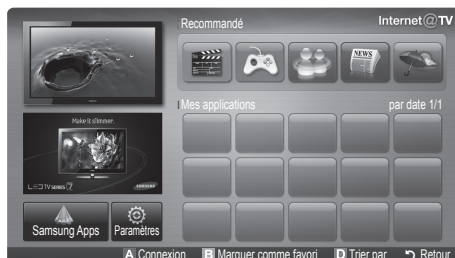 Recommandé
Internet@TV
NEWS
Mes applications
par date 1/1
Make it slimmer.
LED TV SERIES 7
SAMSUNG
Samsung Apps
Paramètres
A Connexion
B Marquer comme favori
D Trier par
Retour